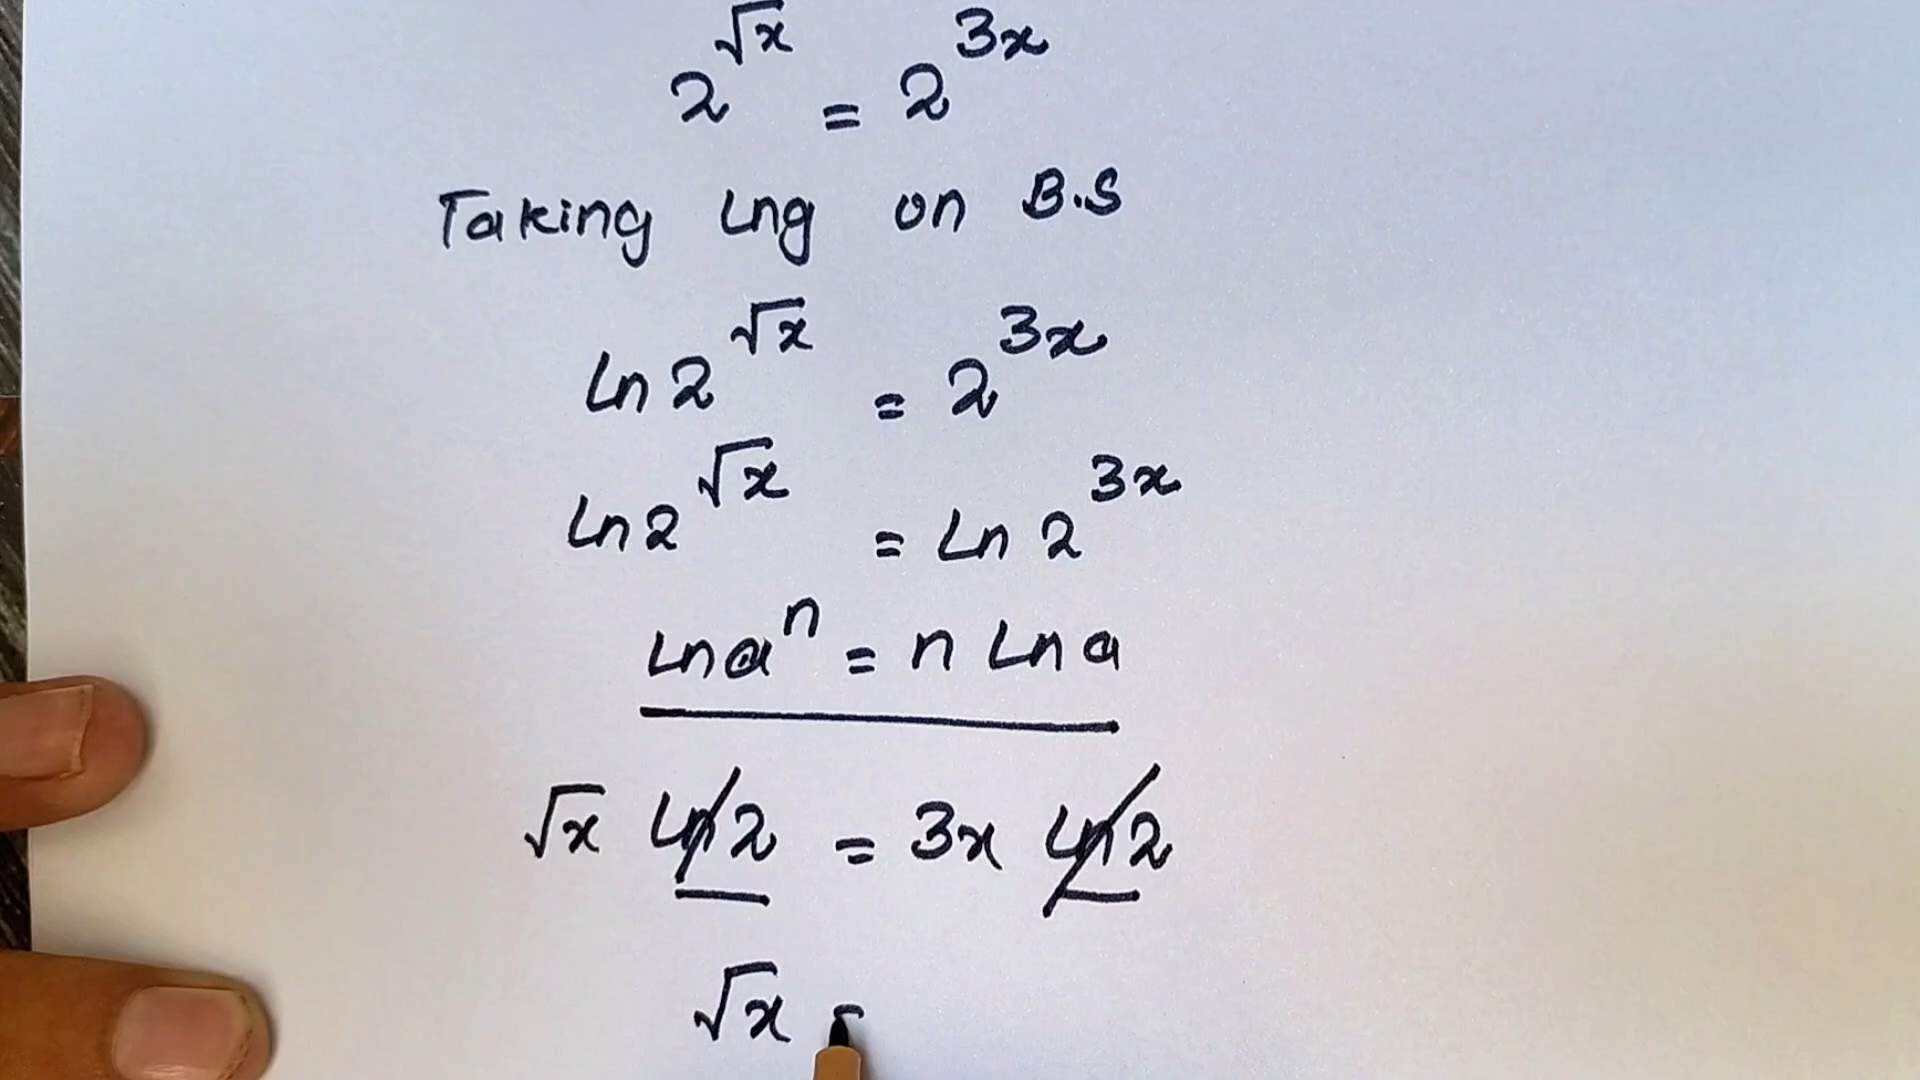 2^√x = 2^3x
Taking Lng on B.S
Ln 2^√x = 2^3x
Ln 2^√x = Ln 2^3x
Ln a^n = n Ln a
√x Ln 2 = 3x Ln 2
√x =